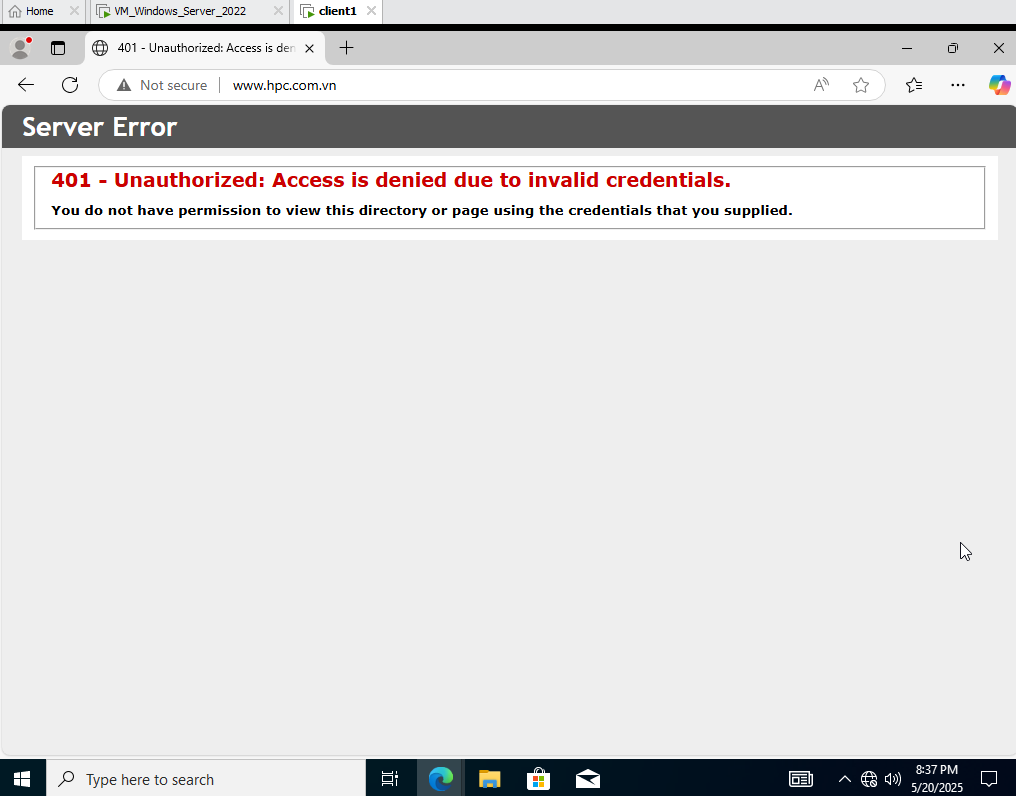 Home
VM_Windows_Server_2022
client1
401 - Unauthorized: Access is den
Not secure
www.hpc.com.vn
Server Error
401 - Unauthorized: Access is denied due to invalid credentials.
You do not have permission to view this directory or page using the credentials that you supplied.
Type here to search
8:37 PM
5/20/2025